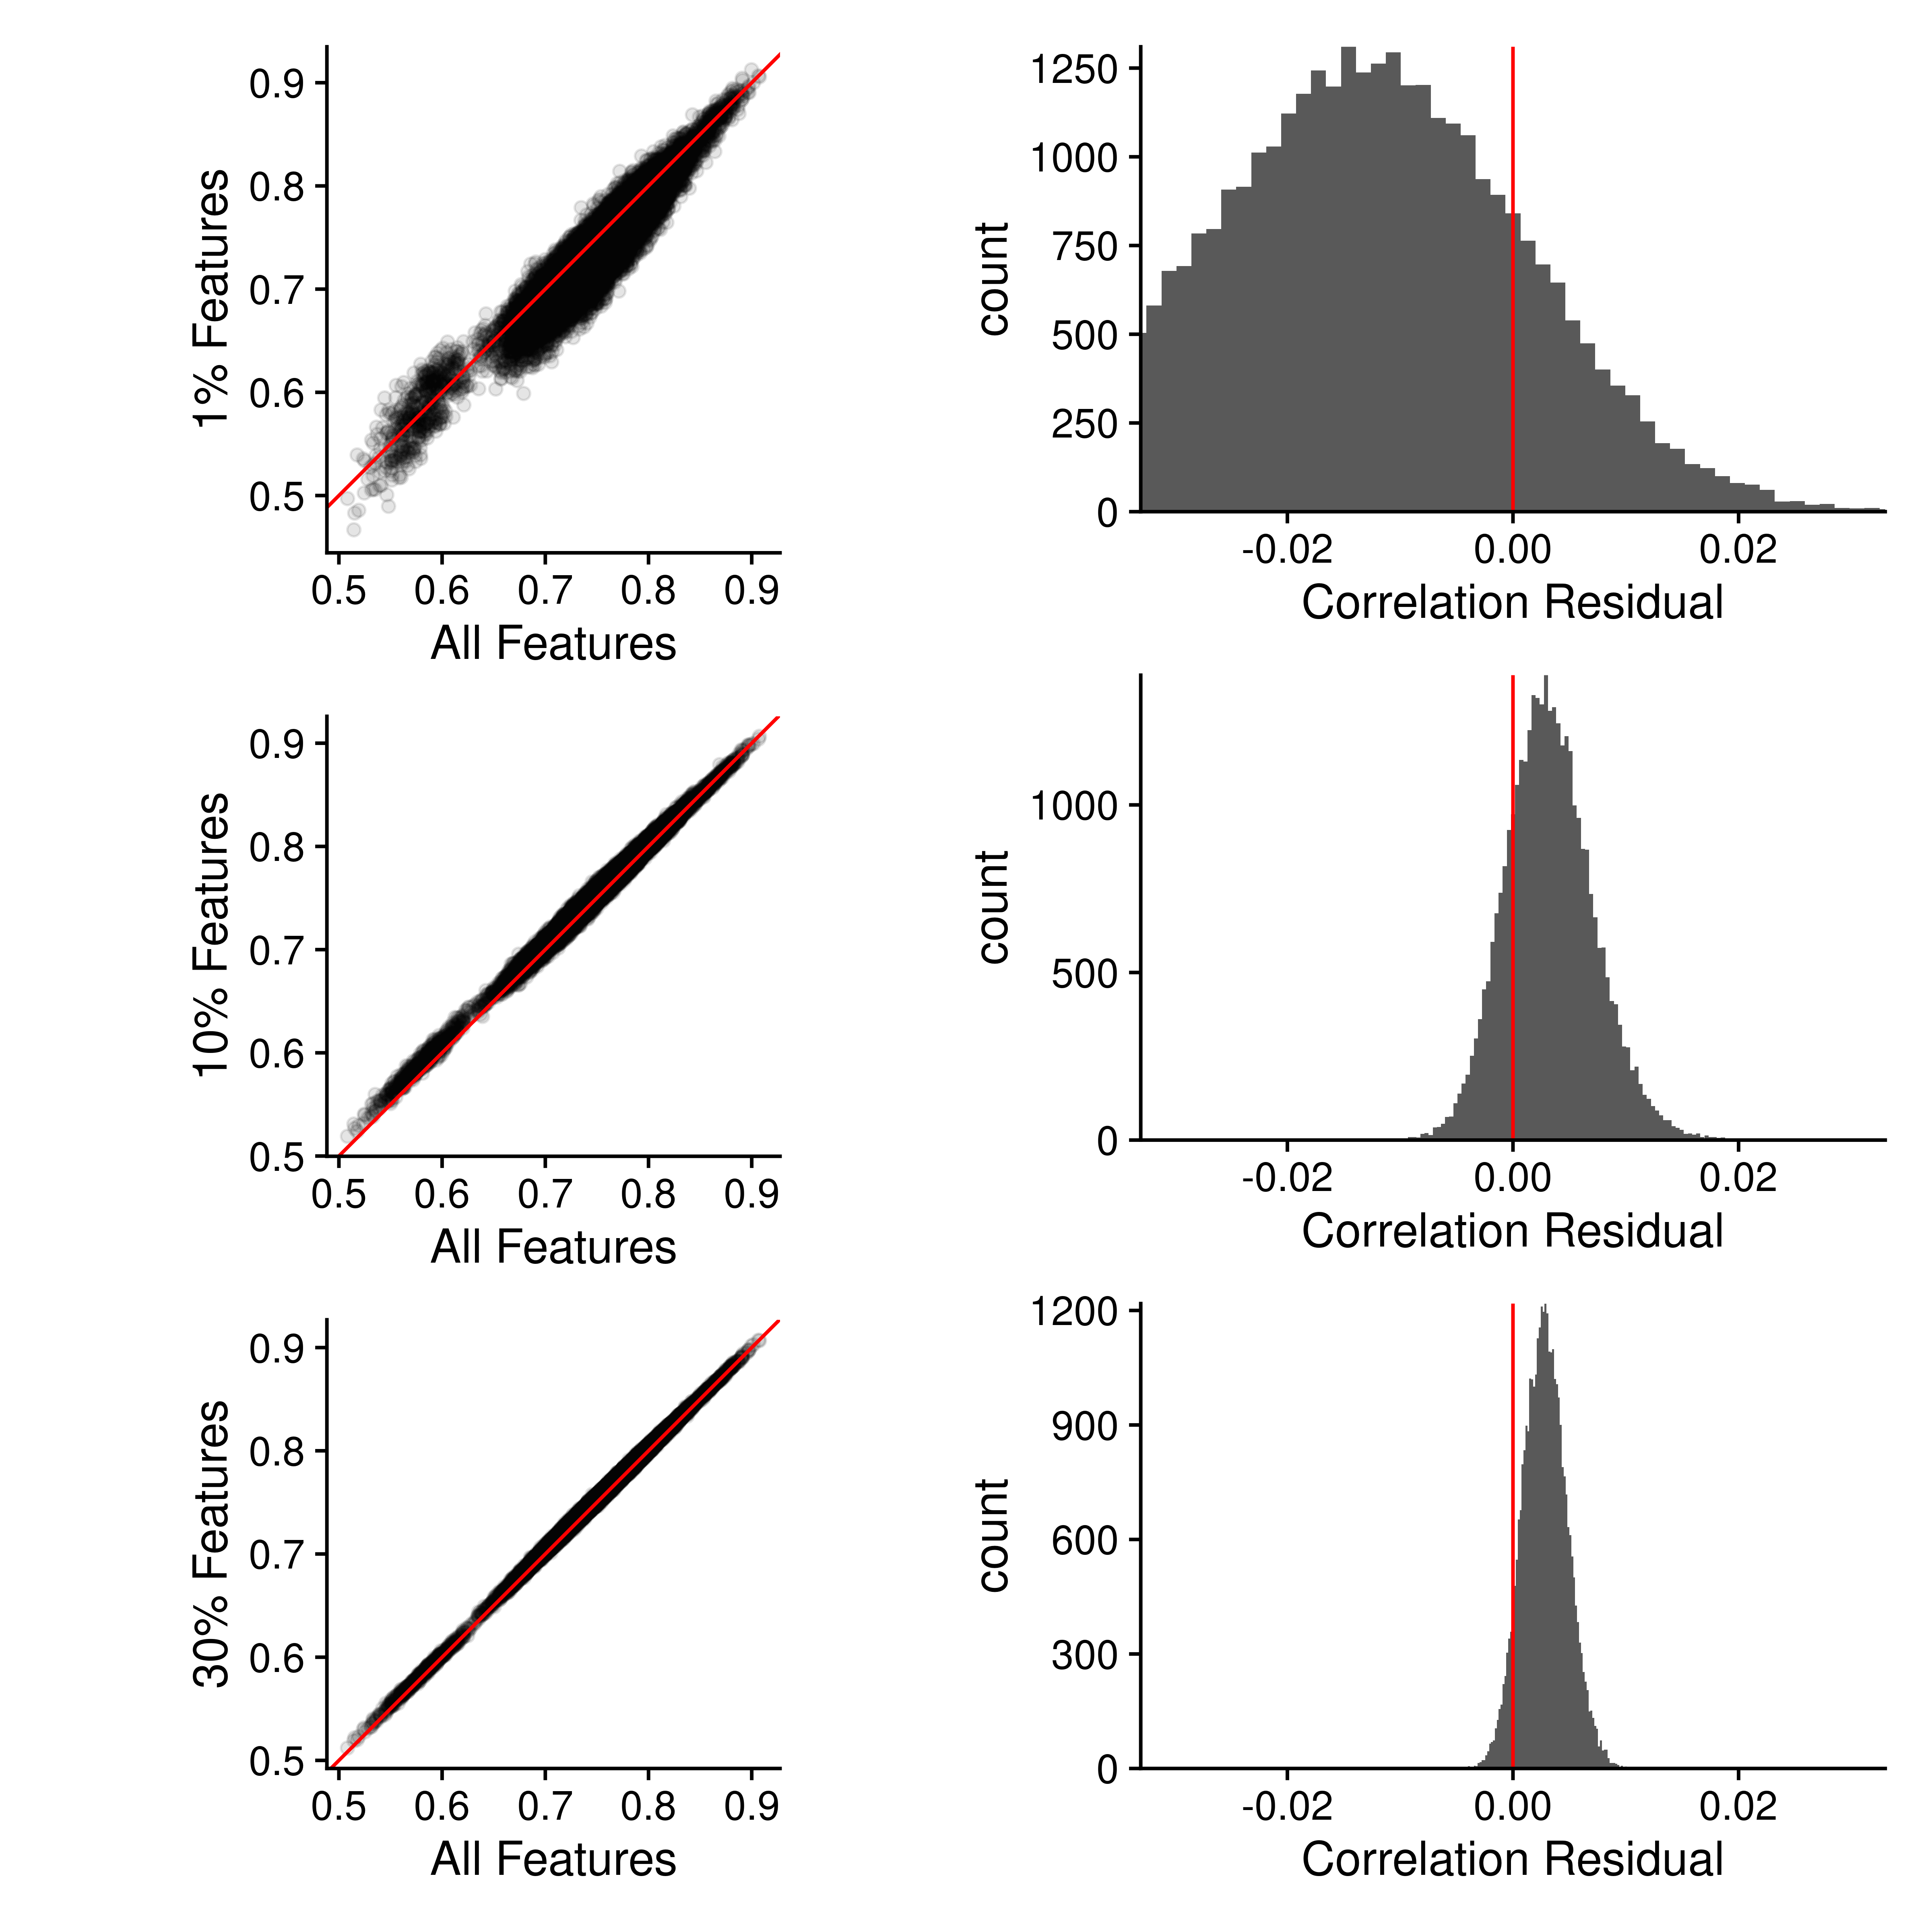 1% Features
0.9
0.8
0.7
0.6
0.5
0.5 0.6 0.7 0.8 0.9
All Features
count
1250
1000
750
500
250
0
-0.02 0.00 0.02
Correlation Residual
10% Features
0.9
0.8
0.7
0.6
0.5
0.5 0.6 0.7 0.8 0.9
All Features
count
1000
500
0
-0.02 0.00 0.02
Correlation Residual
30% Features
0.9
0.8
0.7
0.6
0.5
0.5 0.6 0.7 0.8 0.9
All Features
count
1200
900
600
300
0
-0.02 0.00 0.02
Correlation Residual